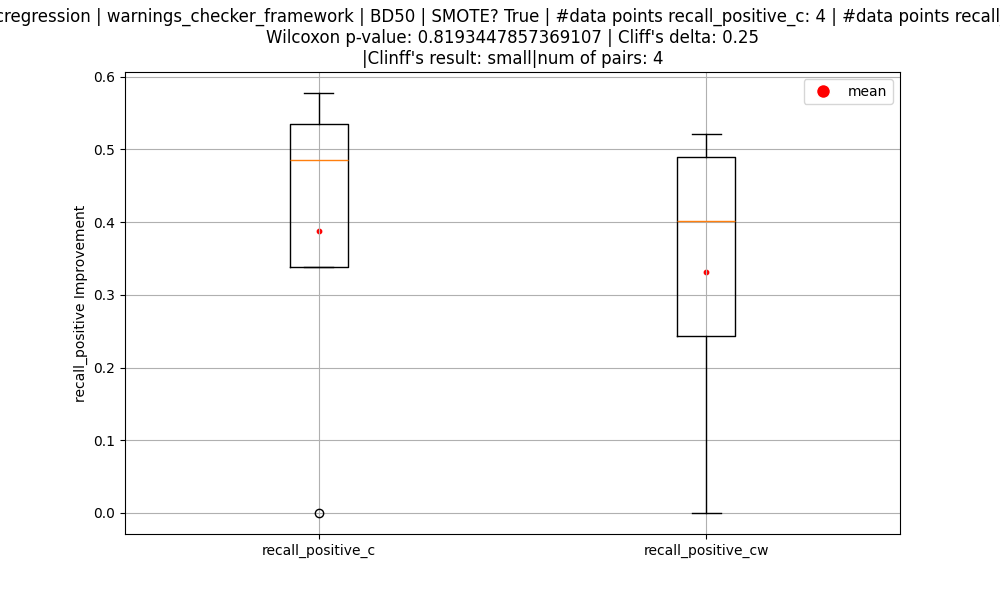 | warnings_checker_framework | BD50 | SMOTE? True | #data points recall_positive_c: 4 | #data points
Wilcoxon p-value: 0.8193447857369107 | Cliff's delta: 0.25
|Clinff's result: small|num of pairs: 4
mean
recall_positive Improvement
0.6
0.5
0.4
0.3
0.2
0.1
0.0
recall_positive_c
recall_positive_cw